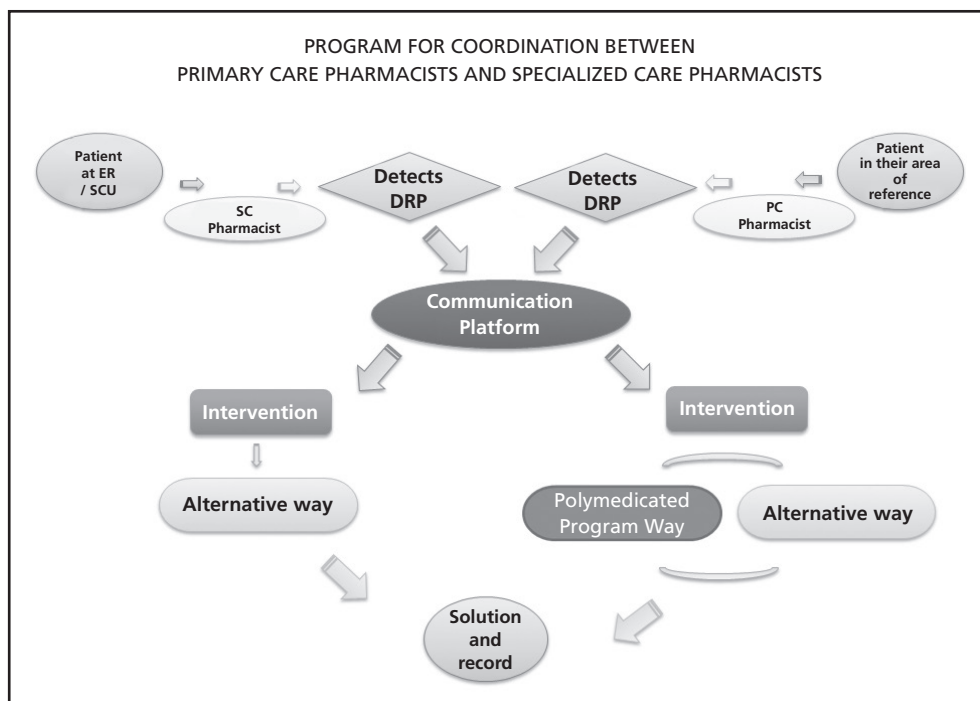 PROGRAM FOR COORDINATION BETWEEN
PRIMARY CARE PHARMACISTS AND SPECIALIZED CARE PHARMACISTS
Patient
at ER
/ SCU
SC
Pharmacist
Detects
DRP
Detects
DRP
PC
Pharmacist
Patient
in their area
of
reference
Communication
Platform
Intervention
Intervention
Alternative way
Polymedicated
Program Way
Alternative way
Solution
and
record